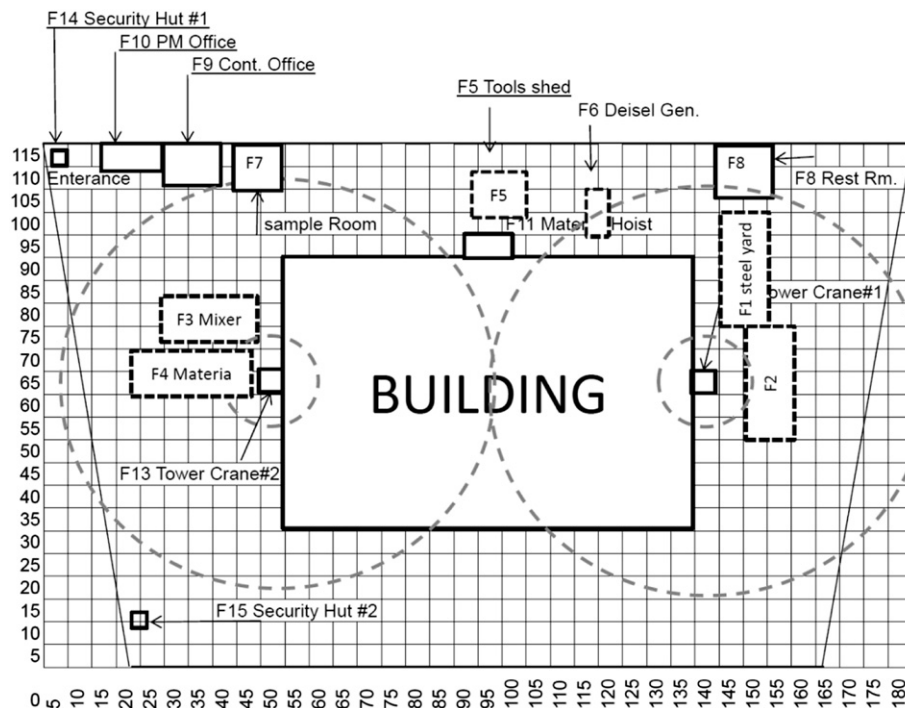 F14 Security Hut #1
F10 PM Office
F9 Cont. Office
F5 Tools shed
F6 Deisel Gen.
F7
F8
F5
Enterance
F8 Rest Rm.
sample Room
F11 Mater Hoist
F1 steel yard
Tower Crane#1
F3 Mixer
F4 Materia
F2
BUILDING
F13 Tower Crane#2
F15 Security Hut #2
115
110
105
100
95
90
85
80
75
70
65
60
55
50
45
40
35
30
25
20
15
10
5
0
5 10 15 20 25 30 35 40 45 50 55 60 65 70 75 80 85 90 95 100 105 110 115 120 125 130 135 140 145 150 155 160 165 170 175 180